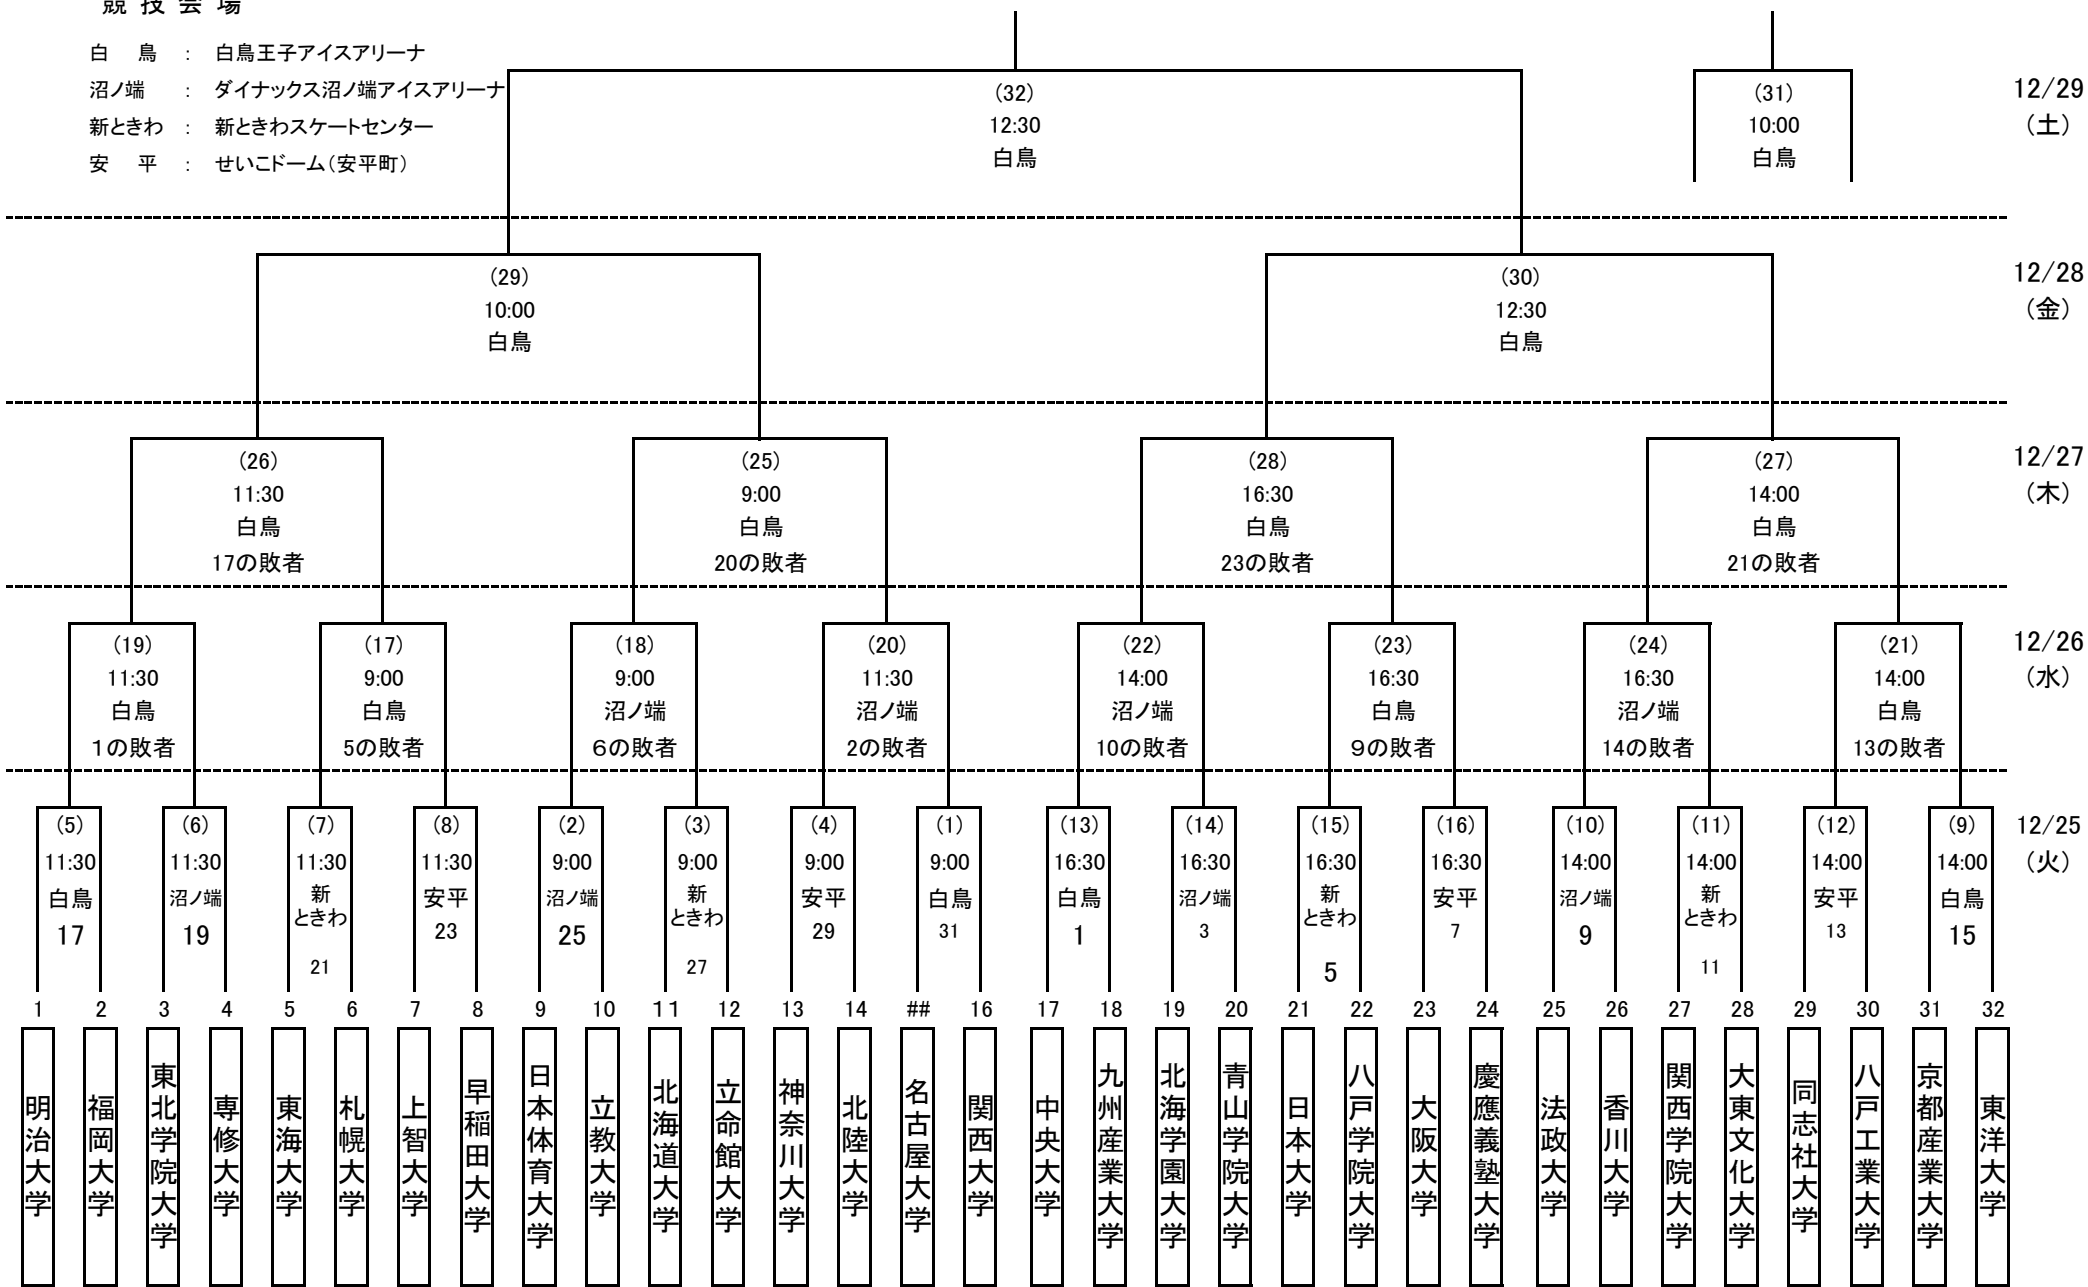 競技会場
白　鳥　：　白鳥王子アイスアリーナ
沼ノ端　：　ダイナックス沼ノ端アイスアリーナ
新ときわ　：　新ときわスケートセンター
安　平　：　せいこドーム（安平町）
(32)
12:30
白鳥
(31)
10:00
白鳥
12/29
（土）
(29)
10:00
白鳥
(30)
12:30
白鳥
12/28
（金）
(26)
11:30
白鳥
17の敗者
(25)
9:00
白鳥
20の敗者
(28)
16:30
白鳥
23の敗者
(27)
14:00
白鳥
21の敗者
12/27
（木）
(19)
11:30
白鳥
1の敗者
(17)
9:00
白鳥
5の敗者
(18)
9:00
沼ノ端
６の敗者
(20)
11:30
沼ノ端
2の敗者
(22)
14:00
沼ノ端
10の敗者
(23)
16:30
白鳥
９の敗者
(24)
16:30
沼ノ端
14の敗者
(21)
14:00
白鳥
13の敗者
12/26
（水）
(5)
11:30
白鳥
17
(6)
11:30
沼ノ端
19
(7)
11:30
新
ときわ
21
(8)
11:30
安平
23
(2)
9:00
沼ノ端
25
(3)
9:00
新
ときわ
27
(4)
9:00
安平
29
(1)
9:00
白鳥
31
(13)
16:30
白鳥
1
(14)
16:30
沼ノ端
3
(15)
16:30
新
ときわ
5
(16)
16:30
安平
7
(10)
14:00
沼ノ端
9
(11)
14:00
新
ときわ
11
(12)
14:00
安平
13
(9)
14:00
白鳥
15
12/25
（火）
1 2 3 4 5 6 7 8 9 10 11 12 13 14 ## 16 17 18 19 20 21 22 23 24 25 26 27 28 29 30 31 32
明治大学
福岡大学
東北学院大学
専修大学
東海大学
札幌大学
上智大学
早稲田大学
日本体育大学
立教大学
北海道大学
立命館大学
神奈川大学
北陸大学
名古屋大学
関西大学
中央大学
九州産業大学
北海学園大学
青山学院大学
日本大学
八戸学院大学
大阪大学
慶應義塾大学
法政大学
香川大学
関西学院大学
大東文化大学
同志社大学
八戸工業大学
京都産業大学
東洋大学